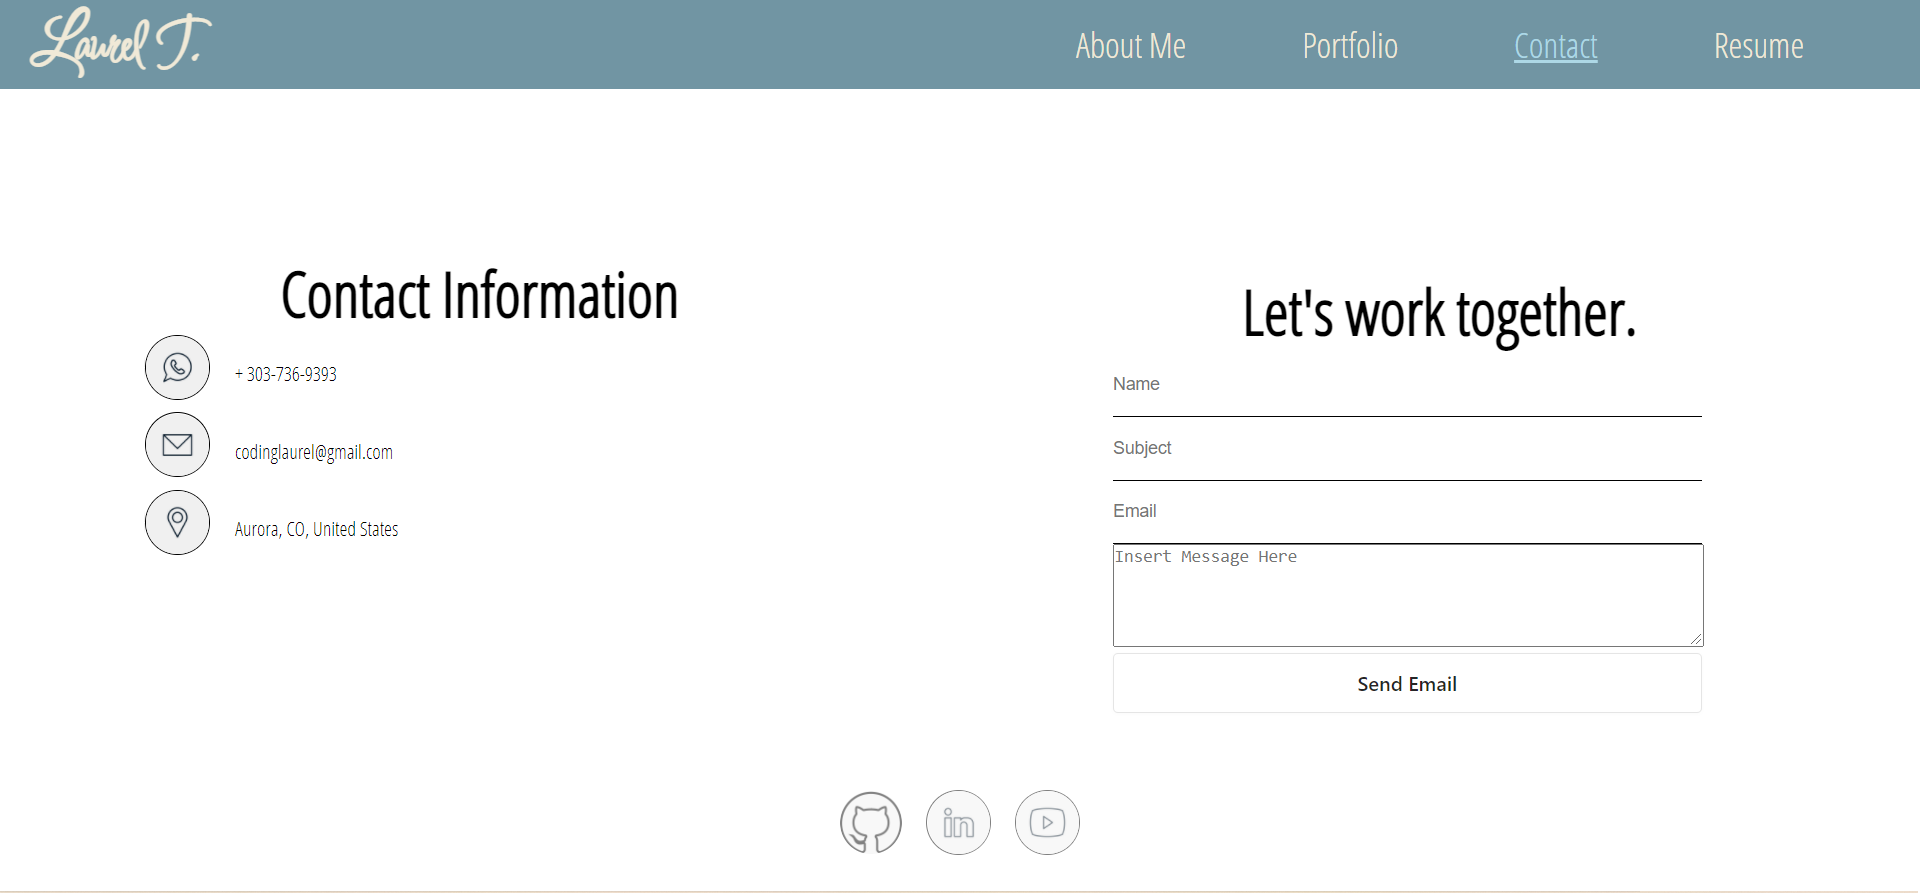 Laurel T.
About Me
Portfolio
Contact
Resume
Contact Information
+ 303-736-9393
codinglaurel@gmail.com
Aurora, CO, United States
Let's work together.
Name
Subject
Email
Insert Message Here
Send Email
in